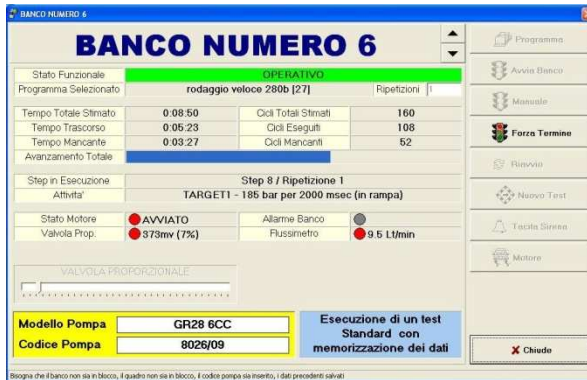 BANCO NUMERO 6
BANCO NUMERO 6
Stato Funzionale OPERATIVO
Programma Selezionato rodaggio veloce 280b [27] Ripetizioni 1
Tempo Totale Stimato 0:08:50 Cicli Totali Stimati 160
Tempo Trascorso 0:05:23 Cicli Eseguiti 108
Tempo Mancante 0:03:27 Cicli Mancanti 52
Avanzamento Totale
Step in Esecuzione Step 8 / Ripetizione 1
Attivita' TARGET1 - 185 bar per 2000 msec (in rampa)
Stato Motore AVVIATO Allarme Banco
Valvola Prop. 373mv (7%) Flussimetro 9.5 Lt/min
VALVOLA PROPORZIONALE
Modello Pompa GR28 6CC
Codice Pompa 8026/09
Esecuzione di un test
Standard con
memorizzazione dei dati
Programma
Avvia Banco
Manuale
Forza Termine
Rinvvio
Nuovo Test
Tacita Sirena
Motore
X Chiude
Bisogna che il banco non sia in blocco, il quadro non sia in blocco, il codice pompa sia inserito, i dati precedenti salvati